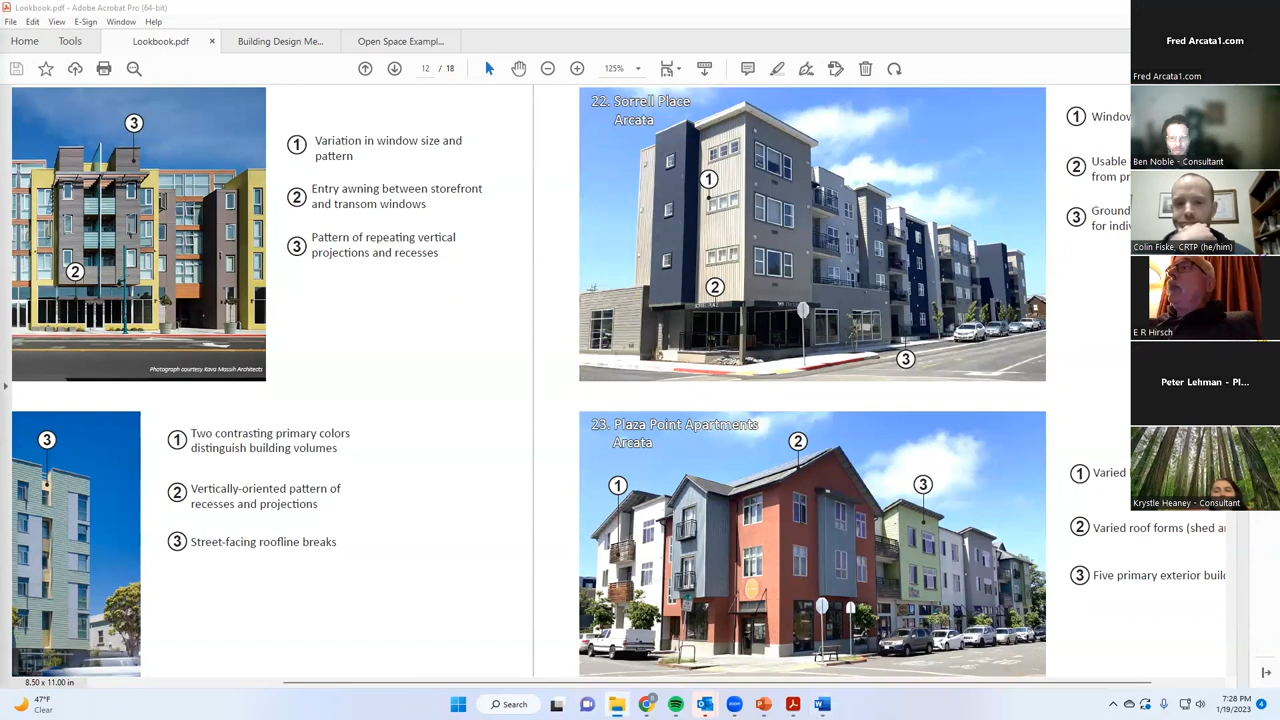 Lookbook.pdf - Adobe Acrobat Pro (64-bit)
File Edit View E-Sign Window Help
Home Tools Lookbook.pdf × Building Design Me... Open Space Exampl...
12 / 18 125%
3
2
Photograph courtesy Kava Massih Architects
1 Variation in window size and
pattern
2 Entry awning between storefront
and transom windows
3 Pattern of repeating vertical
projections and recesses
22. Sorrell Place
Arcata
1
2
3
1 Window
2 Usable
from pr
3 Ground
for indiv
3
1 Two contrasting primary colors
distinguish building volumes
2 Vertically-oriented pattern of
recesses and projections
3 Street-facing roofline breaks
23. Plaza Point Apartments
Arcata
1
2
3
1 Varied
2 Varied roof forms (shed a
3 Five primary exterior buil
Fred Arcata1.com
Fred Arcata1.com
Ben Noble - Consultant
Colin Fiske, CRTP (he/him)
E R Hirsch
Peter Lehman - Pl...
Krystle Heaney - Consultant
8.50 x 11.00 in
47°F
Clear
Search
7:28 PM
1/19/2023
4